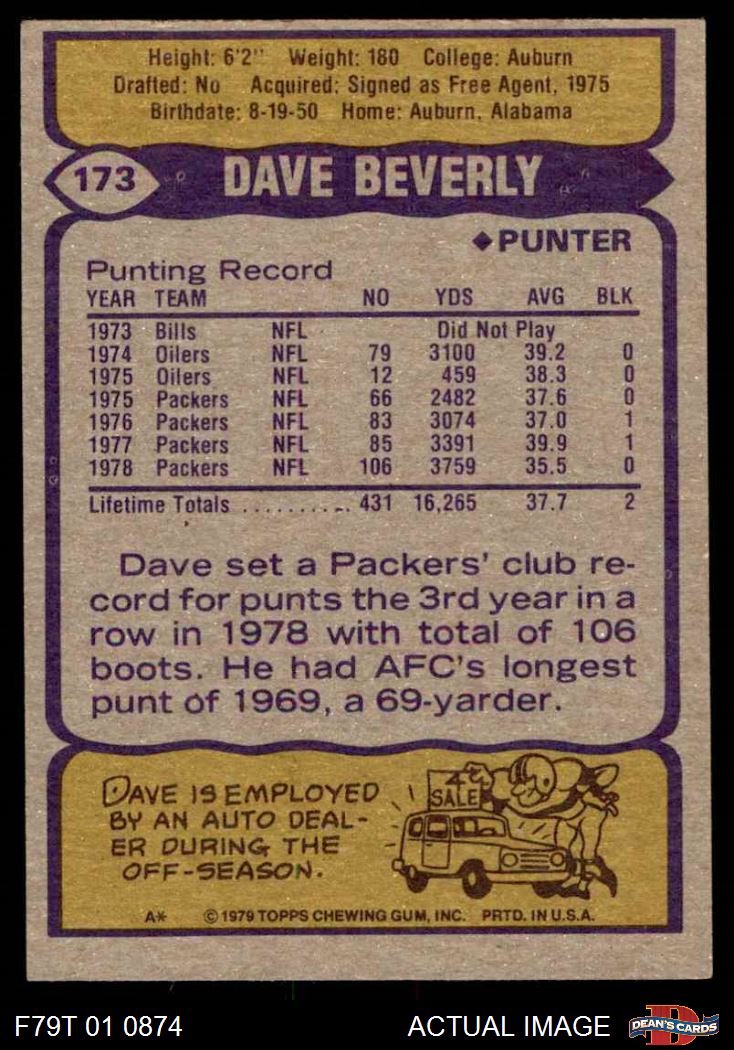 Height: 6'2" Weight: 180 College: Auburn
Drafted: No Acquired: Signed as Free Agent, 1975
Birthdate: 8-19-50 Home: Auburn, Alabama
173 DAVE BEVERLY
◆PUNTER
Punting Record
YEAR TEAM NO YDS AVG BLK
1973 Bills NFL Did Not Play
1974 Oilers NFL 79 3100 39.2 0
1975 Oilers NFL 12 459 38.3 0
1975 Packers NFL 66 2482 37.6 0
1976 Packers NFL 83 3074 37.0 1
1977 Packers NFL 85 3391 39.9 1
1978 Packers NFL 106 3759 35.5 0
Lifetime Totals .......... 431 16,265 37.7 2
Dave set a Packers' club re-
cord for punts the 3rd year in a
row in 1978 with total of 106
boots. He had AFC's longest
punt of 1969, a 69-yarder.
DAVE IS EMPLOYED
BY AN AUTO DEAL-
ER DURING THE
OFF-SEASON.
SALE
A* © 1979 TOPPS CHEWING GUM, INC. PRTD. IN U.S.A.
F79T 01 0874 ACTUAL IMAGE D DEAN'S CARDS